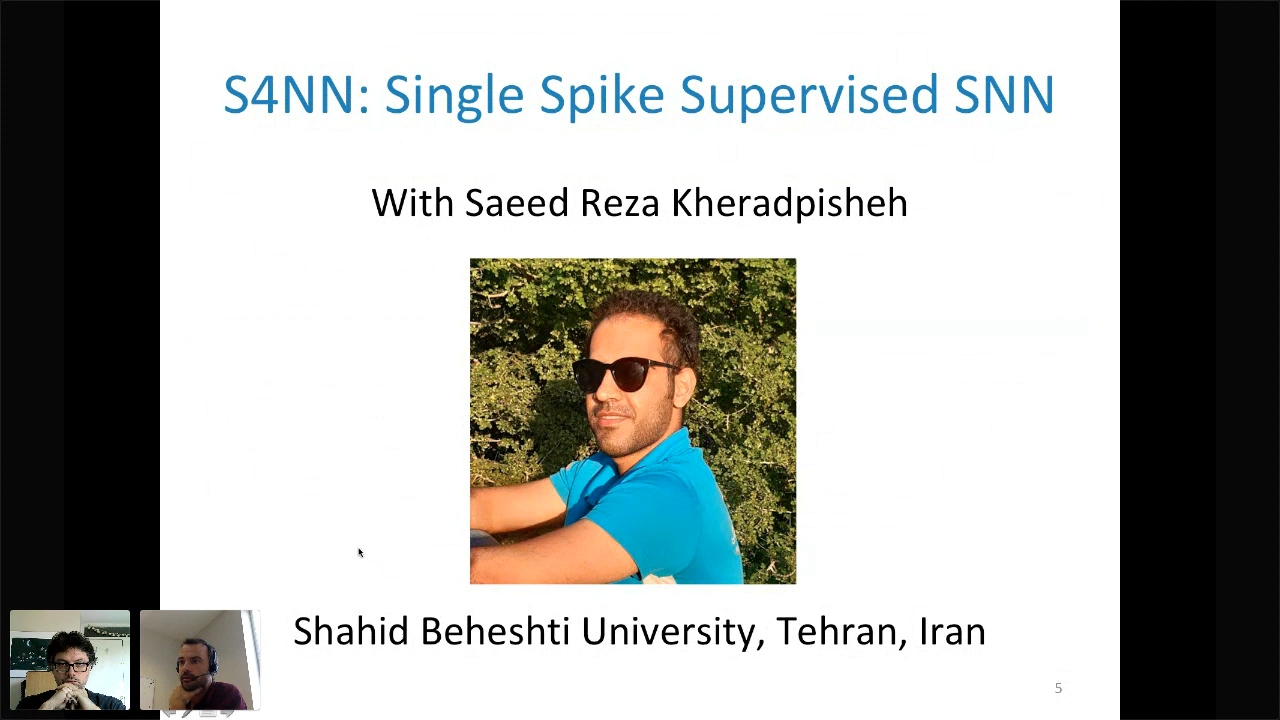 S4NN: Single Spike Supervised SNN
With Saeed Reza Kheradpisheh
Shahid Beheshti University, Tehran, Iran
5